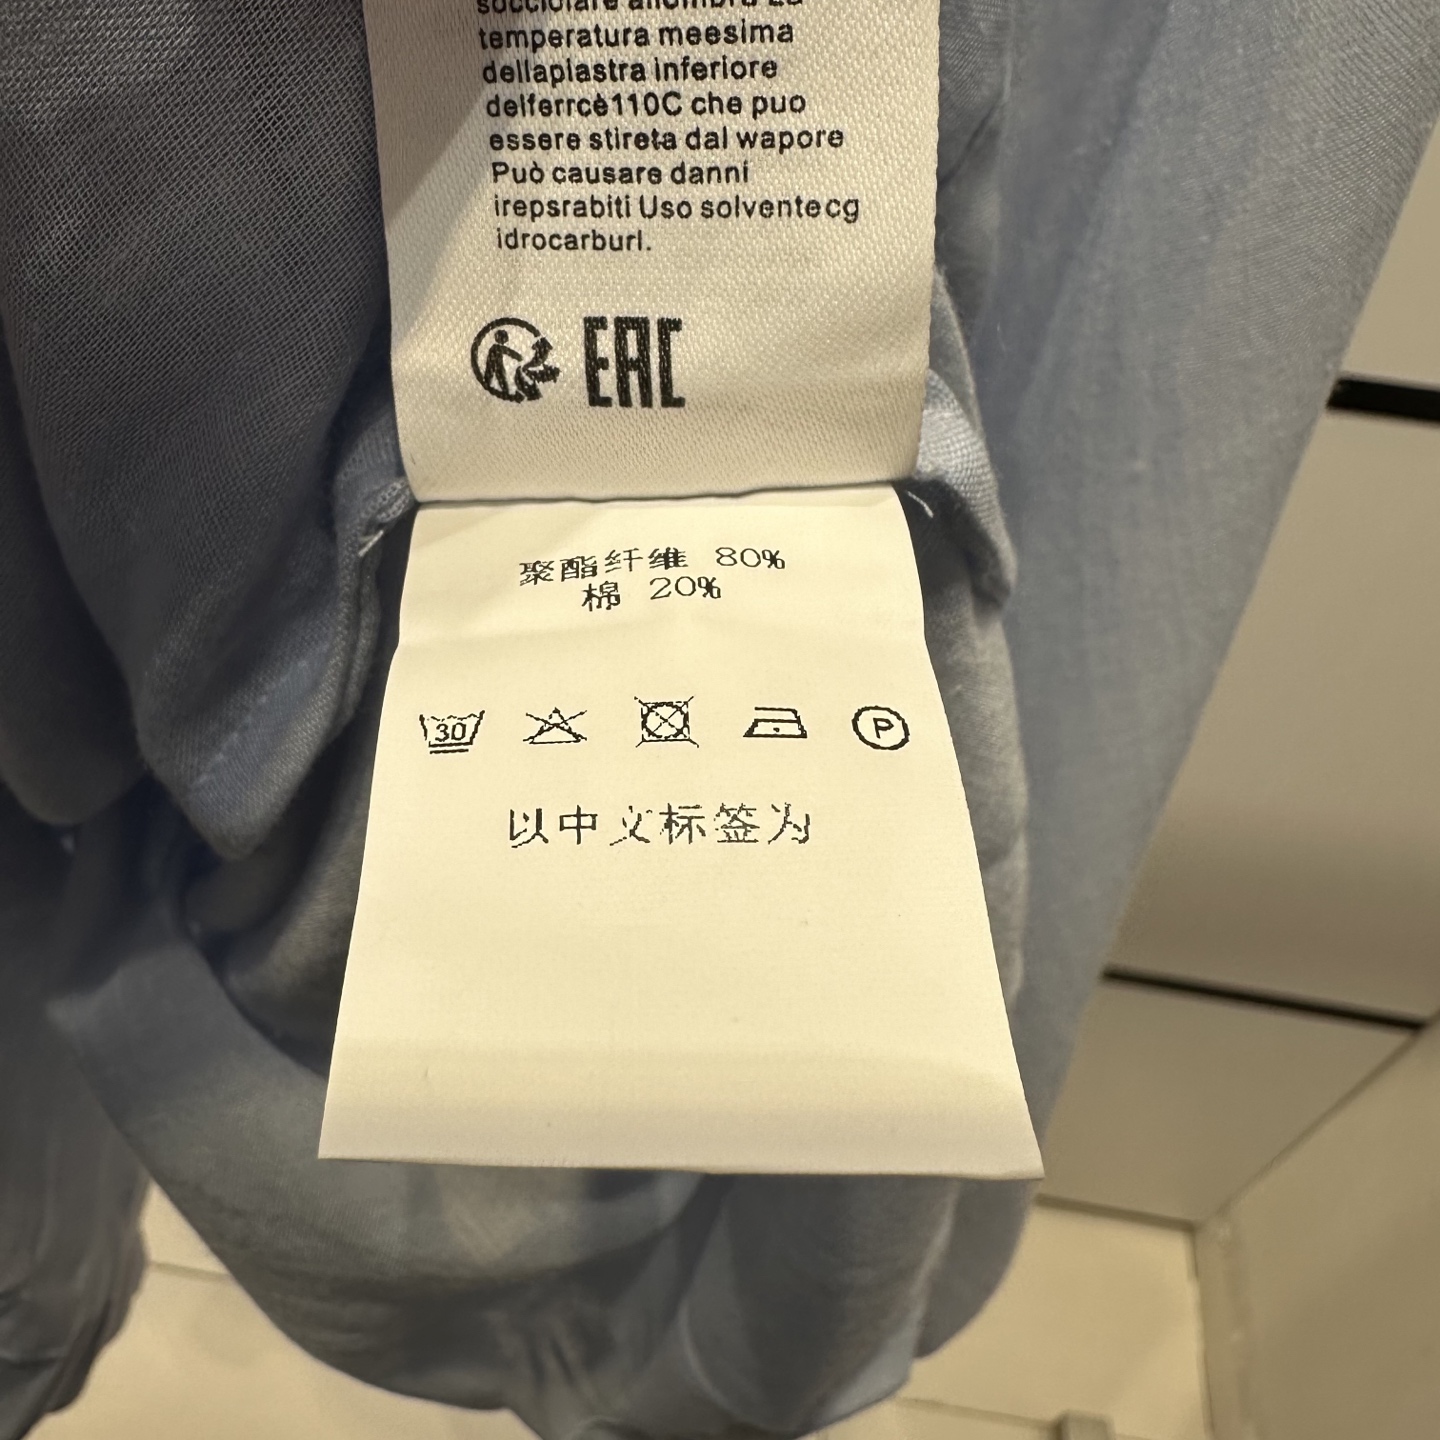 temperatura meesima
dellapiastra inferiore
delferrcè110C che puo
essere stireta dal wapore
Può causare danni
irepsrabiti Uso solventecg
idrocarburl.
EAC
聚酯纤维 80%
棉 20%
30
P
以中文标签为